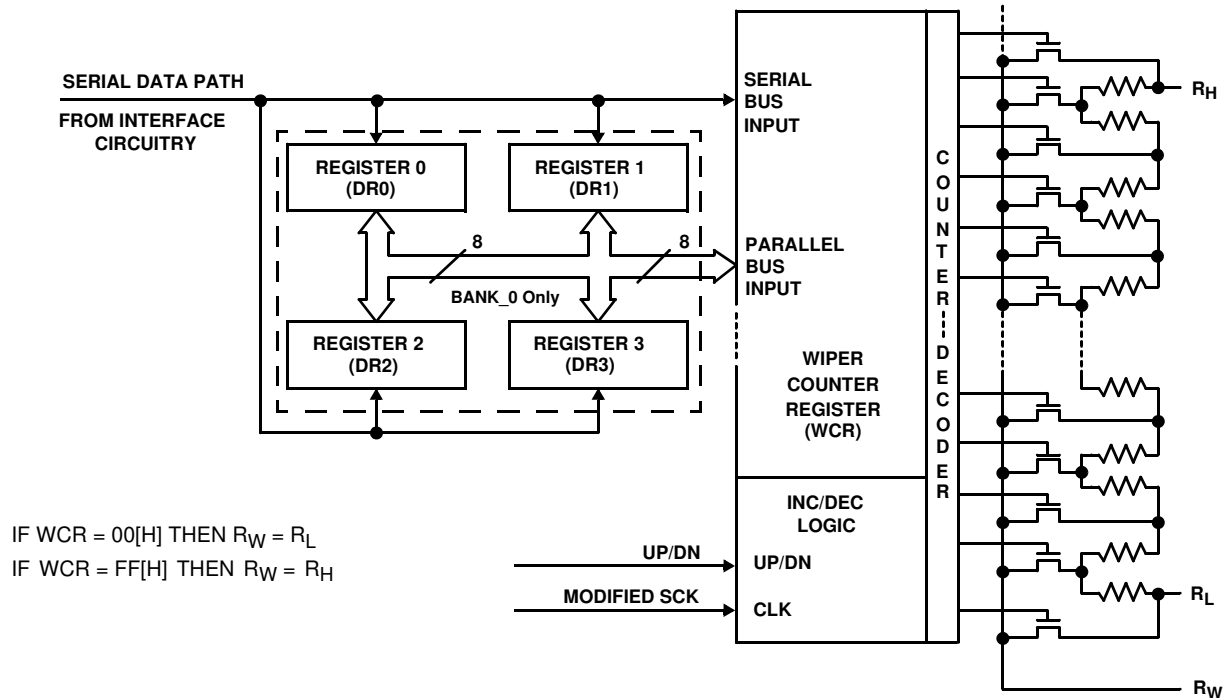 SERIAL DATA PATH
FROM INTERFACE
CIRCUITRY
REGISTER 0
(DR0)
REGISTER 1
(DR1)
8
8
BANK_0 Only
REGISTER 2
(DR2)
REGISTER 3
(DR3)
SERIAL
BUS
INPUT
PARALLEL
BUS
INPUT
WIPER
COUNTER
REGISTER
(WCR)
INC/DEC
LOGIC
UP/DN
UP/DN
MODIFIED SCK
CLK
COUNTER
DECODER
RH
RL
RW
IF WCR = 00[H] THEN RW = RL
IF WCR = FF[H] THEN RW = RH